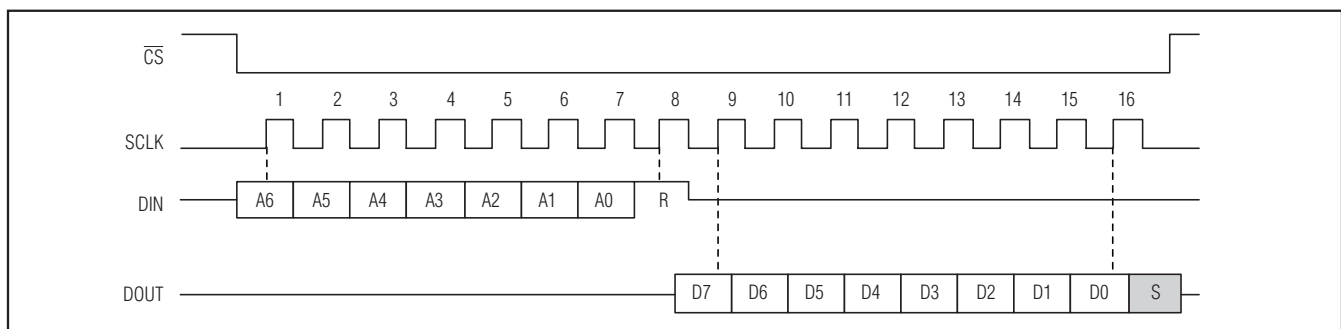 CS
1 2 3 4 5 6 7 8 9 10 11 12 13 14 15 16
SCLK
DIN A6 A5 A4 A3 A2 A1 A0 R
DOUT D7 D6 D5 D4 D3 D2 D1 D0 S